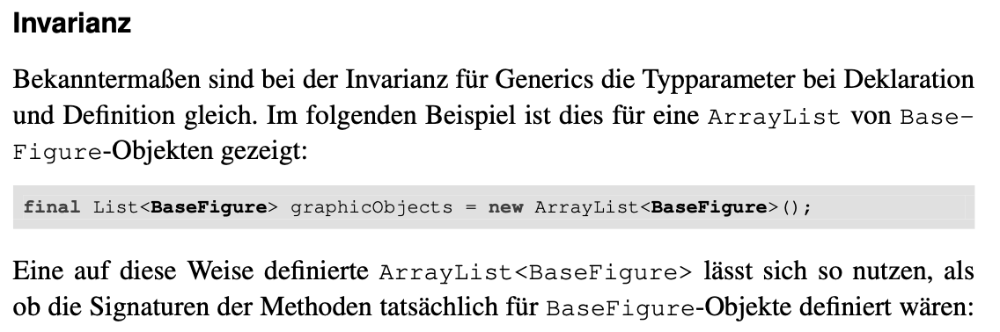 Invarianz
Bekanntermaßen sind bei der Invarianz für Generics die Typparameter bei Deklaration
und Definition gleich. Im folgenden Beispiel ist dies für eine ArrayList von Base-
Figure-Objekten gezeigt:
final List<BaseFigure> graphicObjects = new ArrayList<BaseFigure>();
Eine auf diese Weise definierte ArrayList<BaseFigure> lässt sich so nutzen, als
ob die Signaturen der Methoden tatsächlich für BaseFigure-Objekte definiert wären: